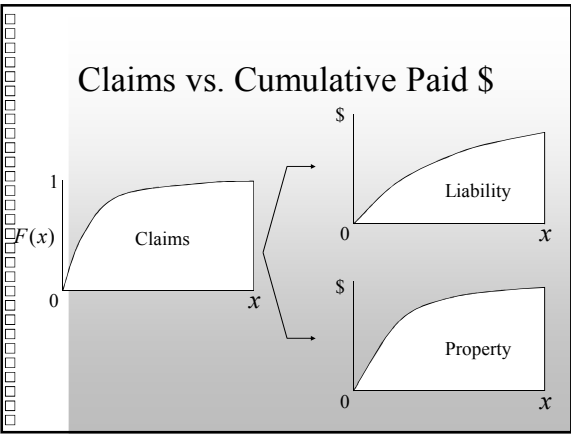 Claims vs. Cumulative Paid $
1
F(x)
Claims
0
x
$
Liability
0
x
$
Property
0
x